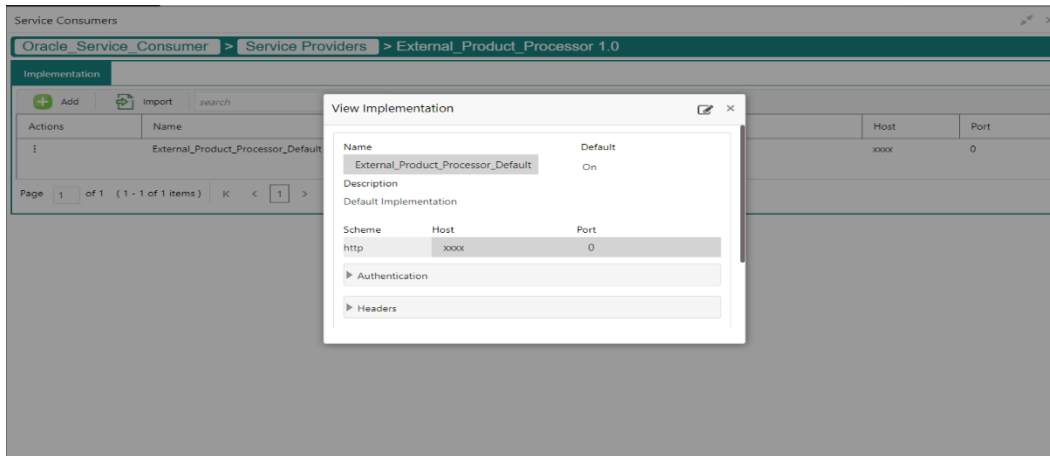 Service Consumers
Oracle_Service_Consumer > Service Providers > External_Product_Processor 1.0
Implementation
Add Import search
Actions Name Host Port
External_Product_Processor_Default xxxx 0
Page 1 of 1 (1 - 1 of 1 items) K < 1 >
View Implementation
Name Default
External_Product_Processor_Default On
Description
Default Implementation
Scheme Host Port
http xxxx 0
Authentication
Headers